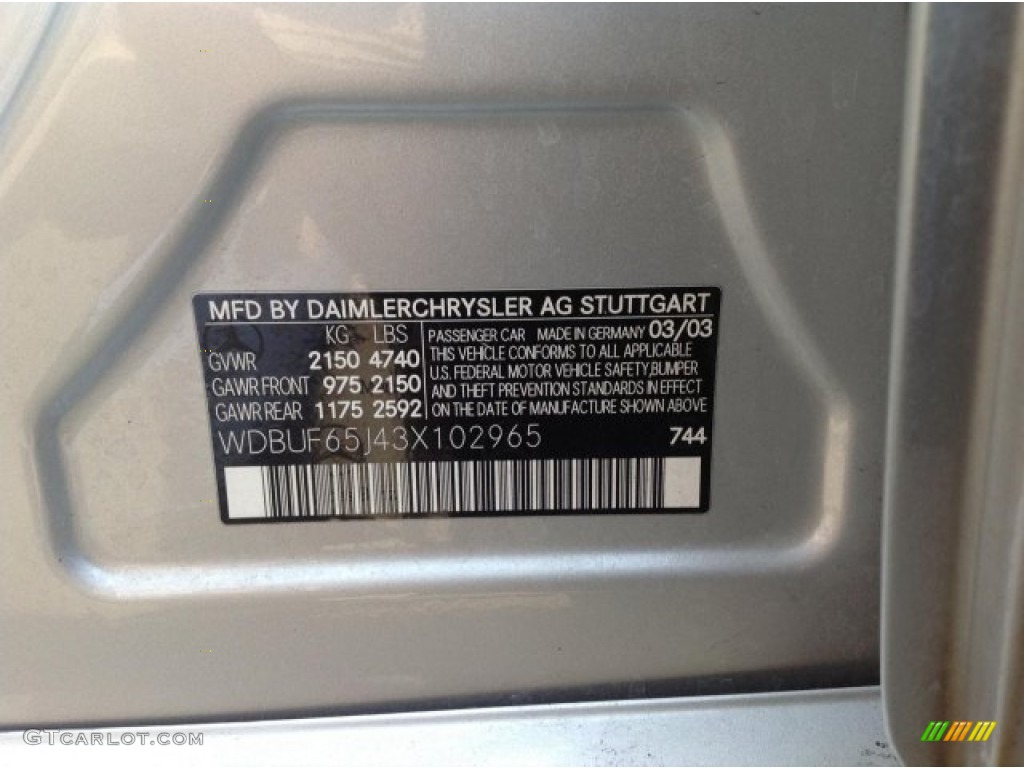 MFD BY DAIMLERCHRYSLER AG STUTTGART
KG LBS
GVWR 2150 4740
GAWR FRONT 975 2150
GAWR REAR 1175 2592
PASSENGER CAR MADE IN GERMANY 03/03
THIS VEHICLE CONFORMS TO ALL APPLICABLE
U.S. FEDERAL MOTOR VEHICLE SAFETY, BUMPER
AND THEFT PREVENTION STANDARDS IN EFFECT
ON THE DATE OF MANUFACTURE SHOWN ABOVE
WDBUF65J43X102965 744
GTCARLOT.COM